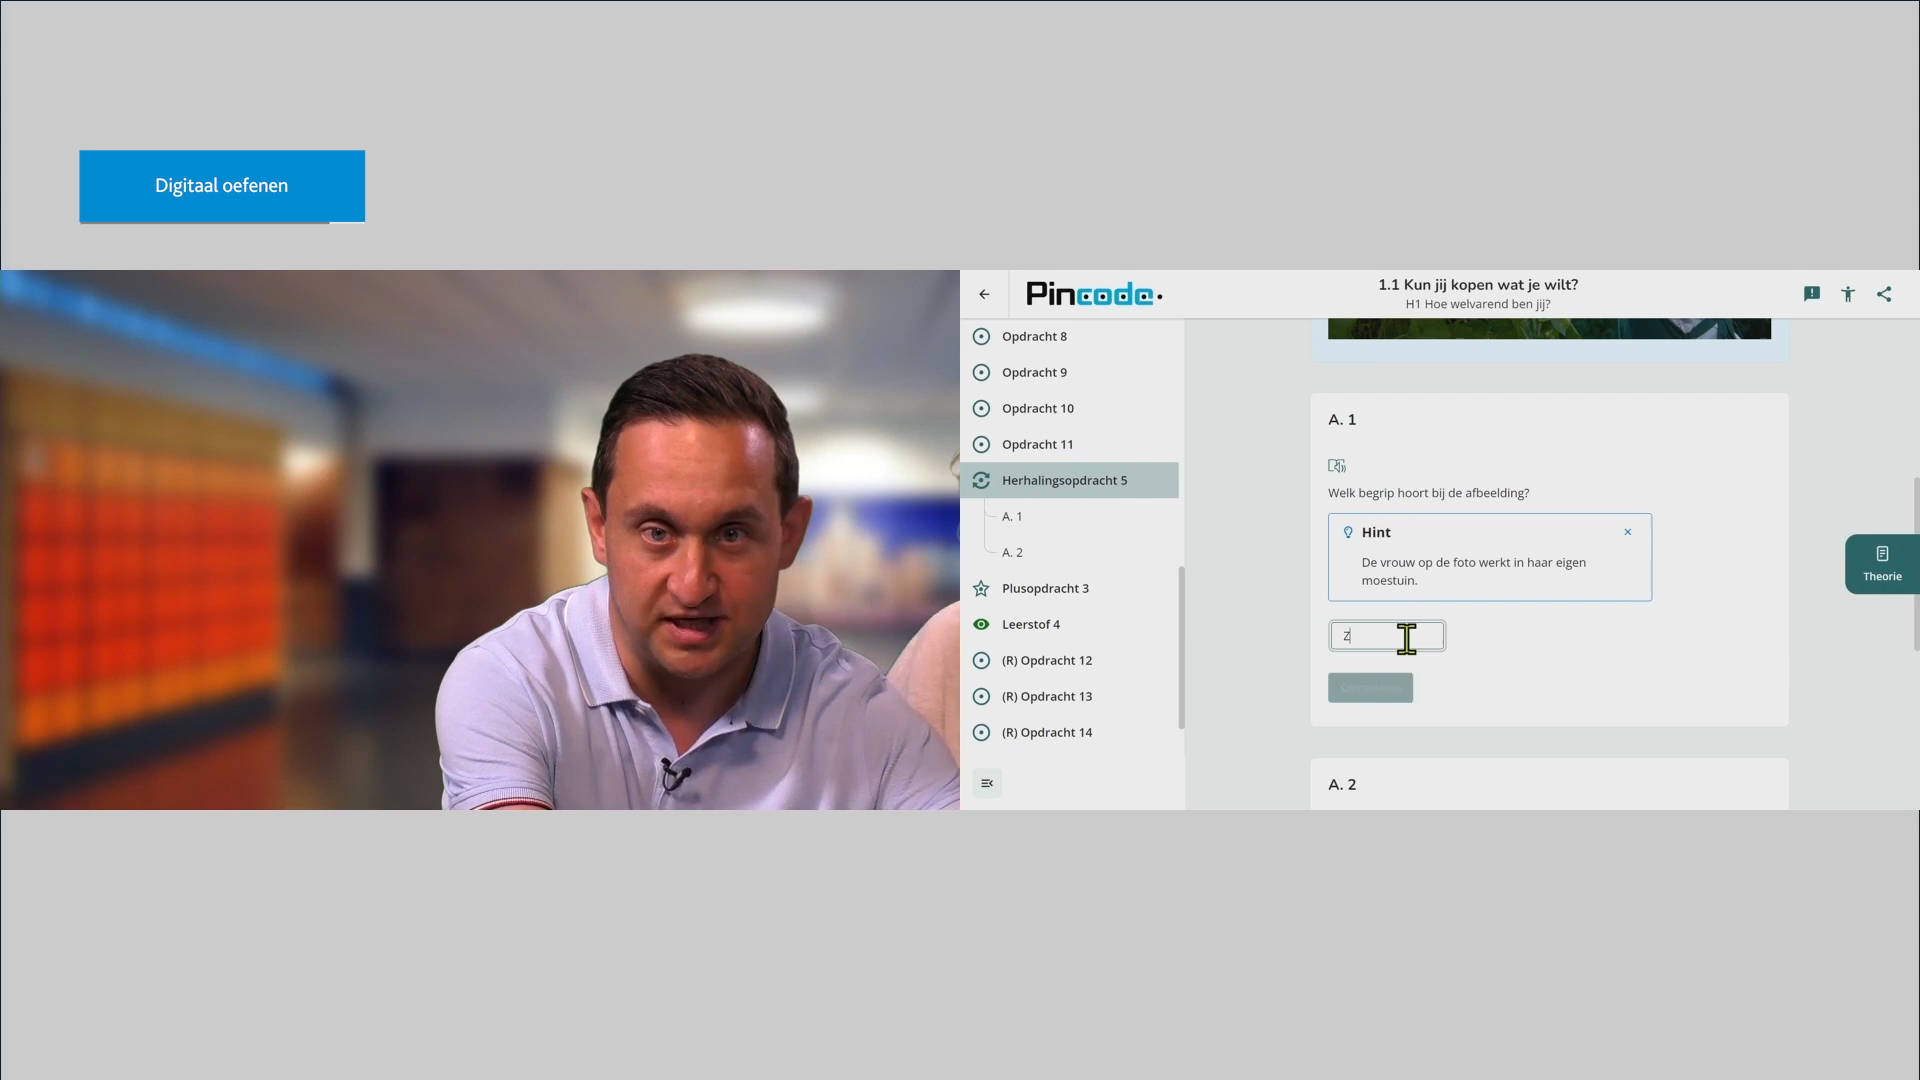 Digitaal oefenen
Pincode.
1.1 Kun jij kopen wat je wilt?
H1 Hoe welvarend ben jij?
Opdracht 8
Opdracht 9
Opdracht 10
Opdracht 11
Herhalingsopdracht 5
A. 1
A. 2
Plusopdracht 3
Leerstof 4
(R) Opdracht 12
(R) Opdracht 13
(R) Opdracht 14
A. 1
Welk begrip hoort bij de afbeelding?
Hint
De vrouw op de foto werkt in haar eigen
moestuin.
Z
Theorie
A. 2